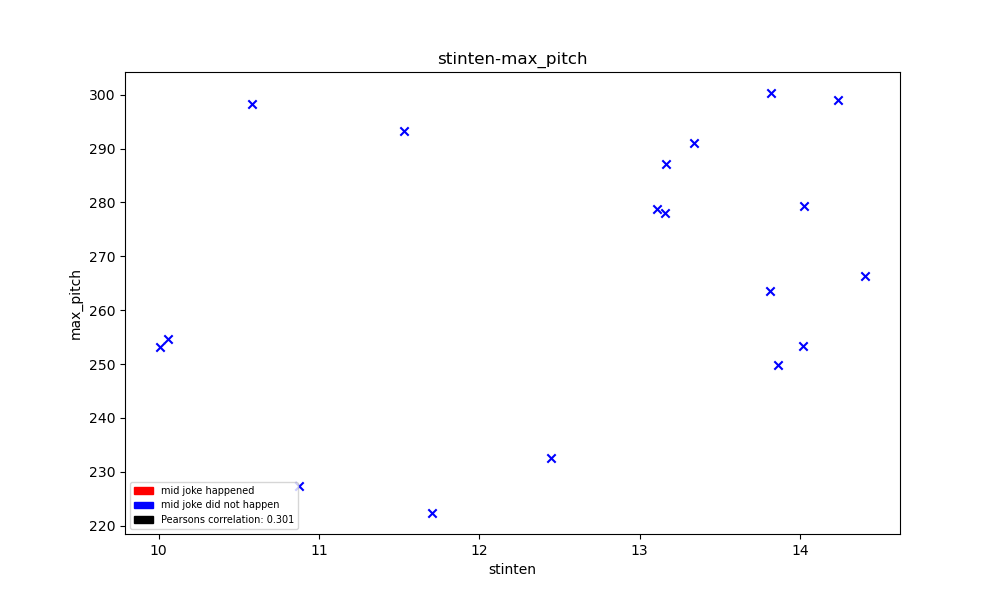 stinten-max_pitch
300
290
280
270
260
250
240
230
220
max_pitch
mid joke happened
mid joke did not happen
Pearsons correlation: 0.301
10 11 12 13 14
stinten